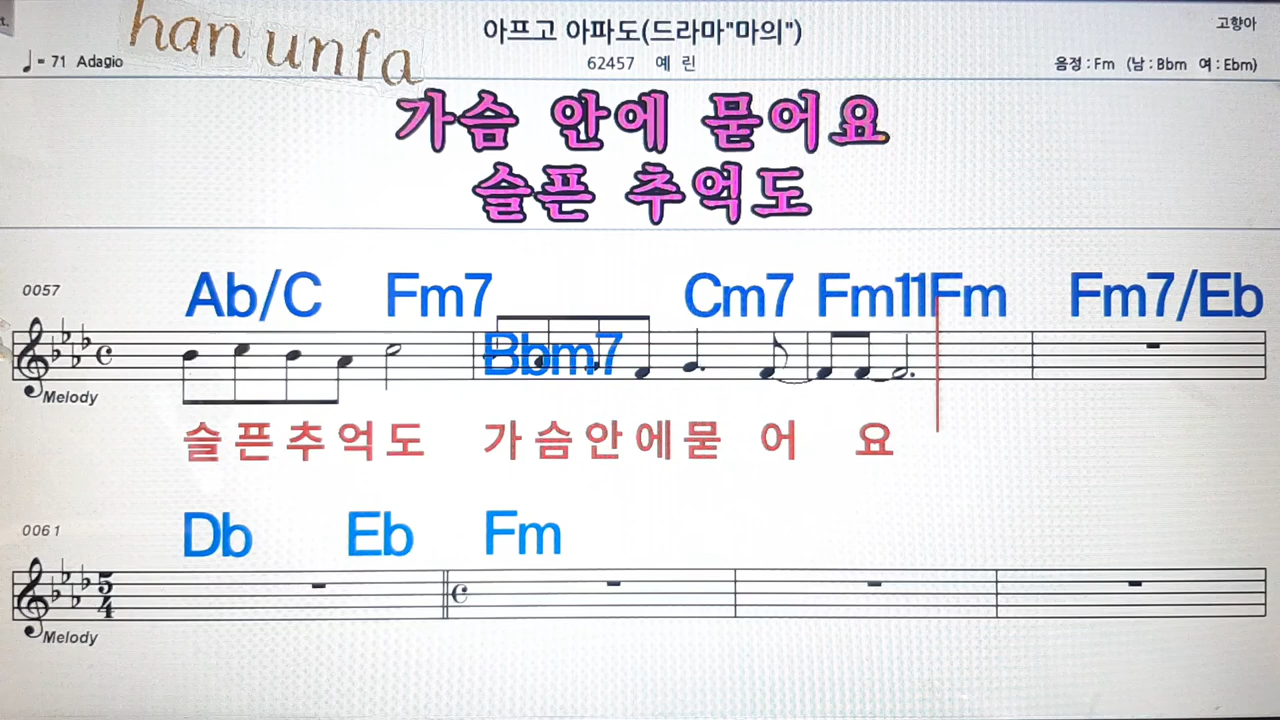 t.
han unfa
아프고 아파도(드라마"마의")
고향아
♩= 71 Adagio
62457 예 린
음정 : Fm (남 : Bbm 여 : Ebm)
가슴 안에 묻어요
슬픈 추억도
0057
Ab/C Fm7 Bbm7 Cm7 Fm11 Fm Fm7/Eb
Melody
슬픈추억도 가슴안에묻 어 요
0061
Db Eb Fm
5
4
Melody